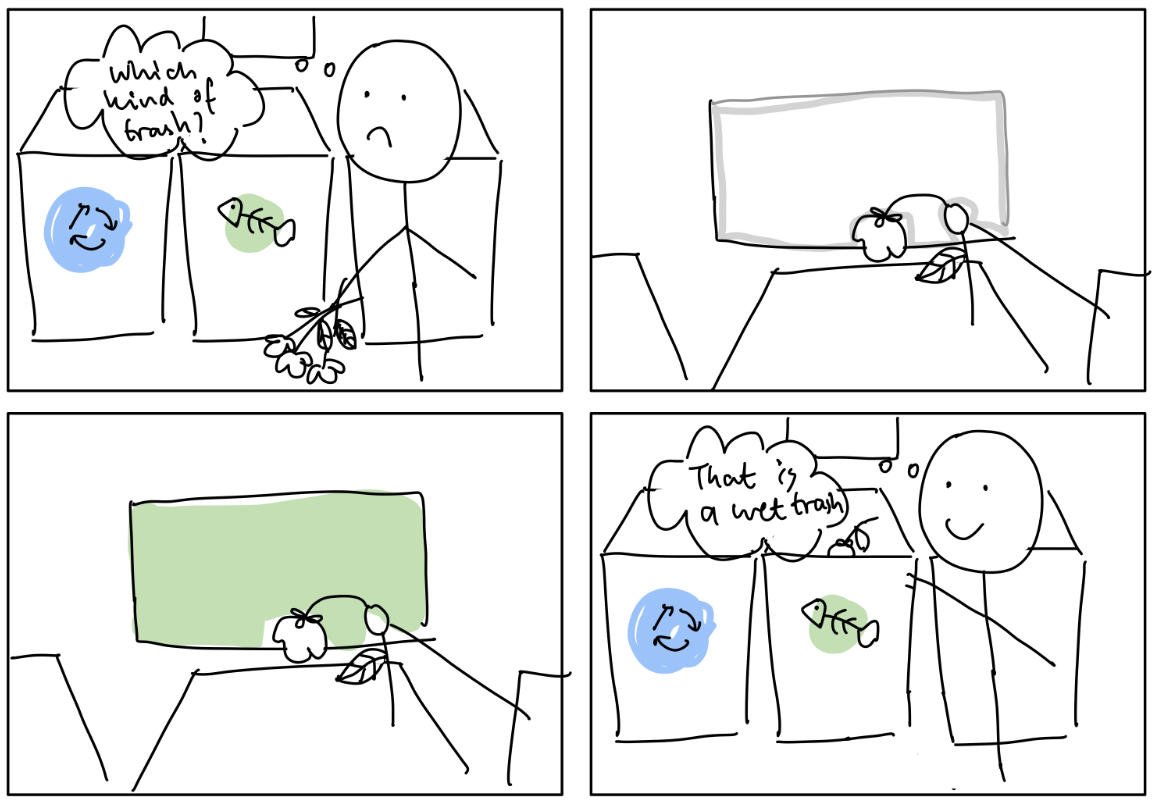 Which
kind of
trash?
That is
a wet trash